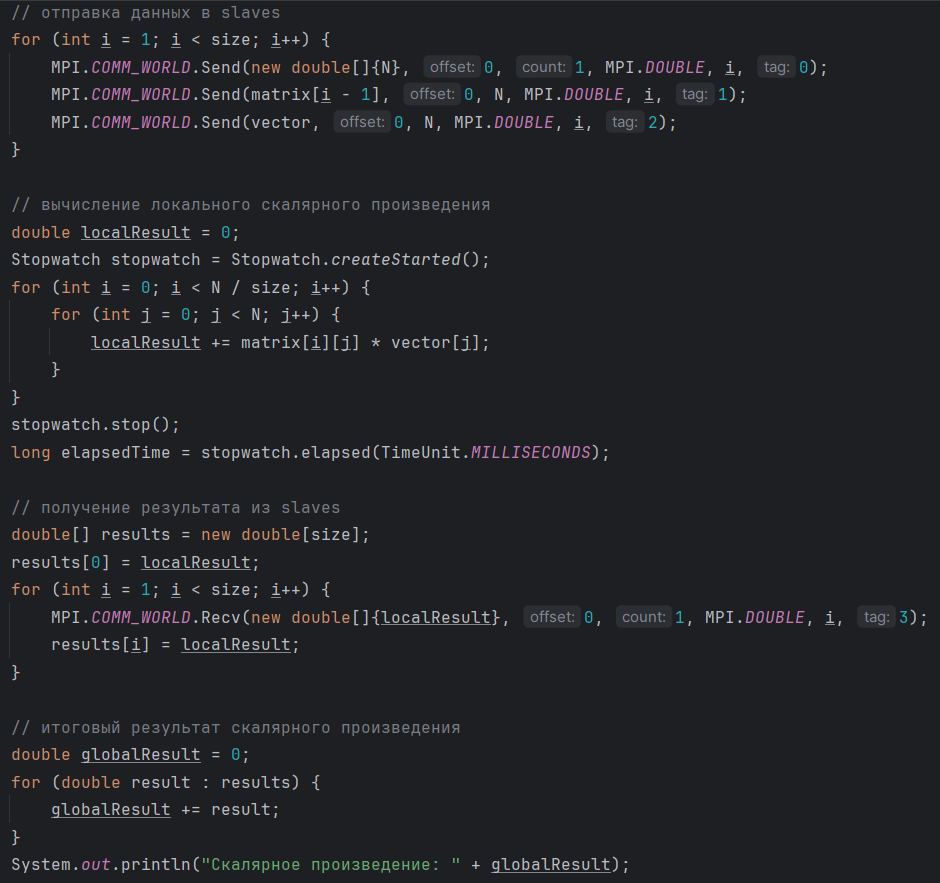 // отправка данных в slaves
for (int i = 1; i < size; i++) {
    MPI.COMM_WORLD.Send(new double[]{N}, offset: 0, count: 1, MPI.DOUBLE, i, tag: 0);
    MPI.COMM_WORLD.Send(matrix[i - 1], offset: 0, N, MPI.DOUBLE, i, tag: 1);
    MPI.COMM_WORLD.Send(vector, offset: 0, N, MPI.DOUBLE, i, tag: 2);
}
// вычисление локального скалярного произведения
double localResult = 0;
Stopwatch stopwatch = Stopwatch.createStarted();
for (int i = 0; i < N / size; i++) {
    for (int j = 0; j < N; j++) {
        localResult += matrix[i][j] * vector[j];
    }
}
stopwatch.stop();
long elapsedTime = stopwatch.elapsed(TimeUnit.MILLISECONDS);
// получение результата из slaves
double[] results = new double[size];
results[0] = localResult;
for (int i = 1; i < size; i++) {
    MPI.COMM_WORLD.Recv(new double[]{localResult}, offset: 0, count: 1, MPI.DOUBLE, i, tag: 3);
    results[i] = localResult;
}
// итоговый результат скалярного произведения
double globalResult = 0;
for (double result : results) {
    globalResult += result;
}
System.out.println("Скалярное произведение: " + globalResult);